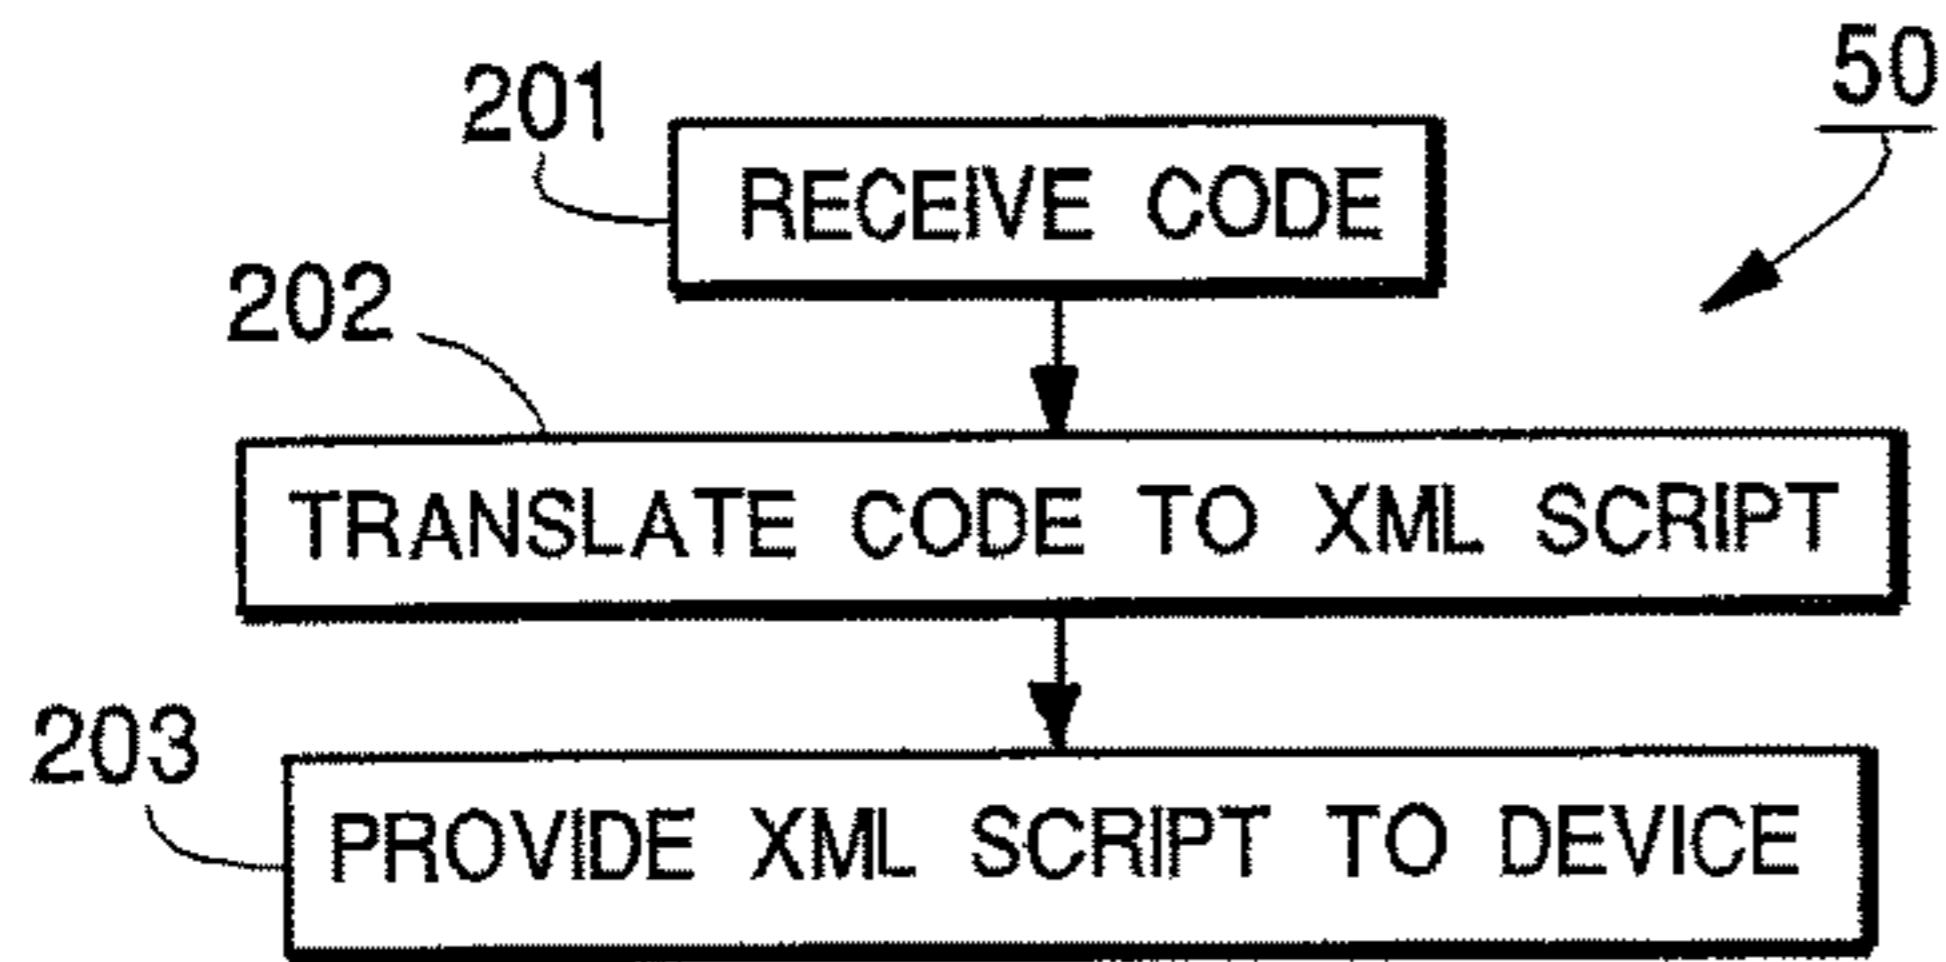 50
201
RECEIVE CODE
202
TRANSLATE CODE TO XML SCRIPT
203
PROVIDE XML SCRIPT TO DEVICE